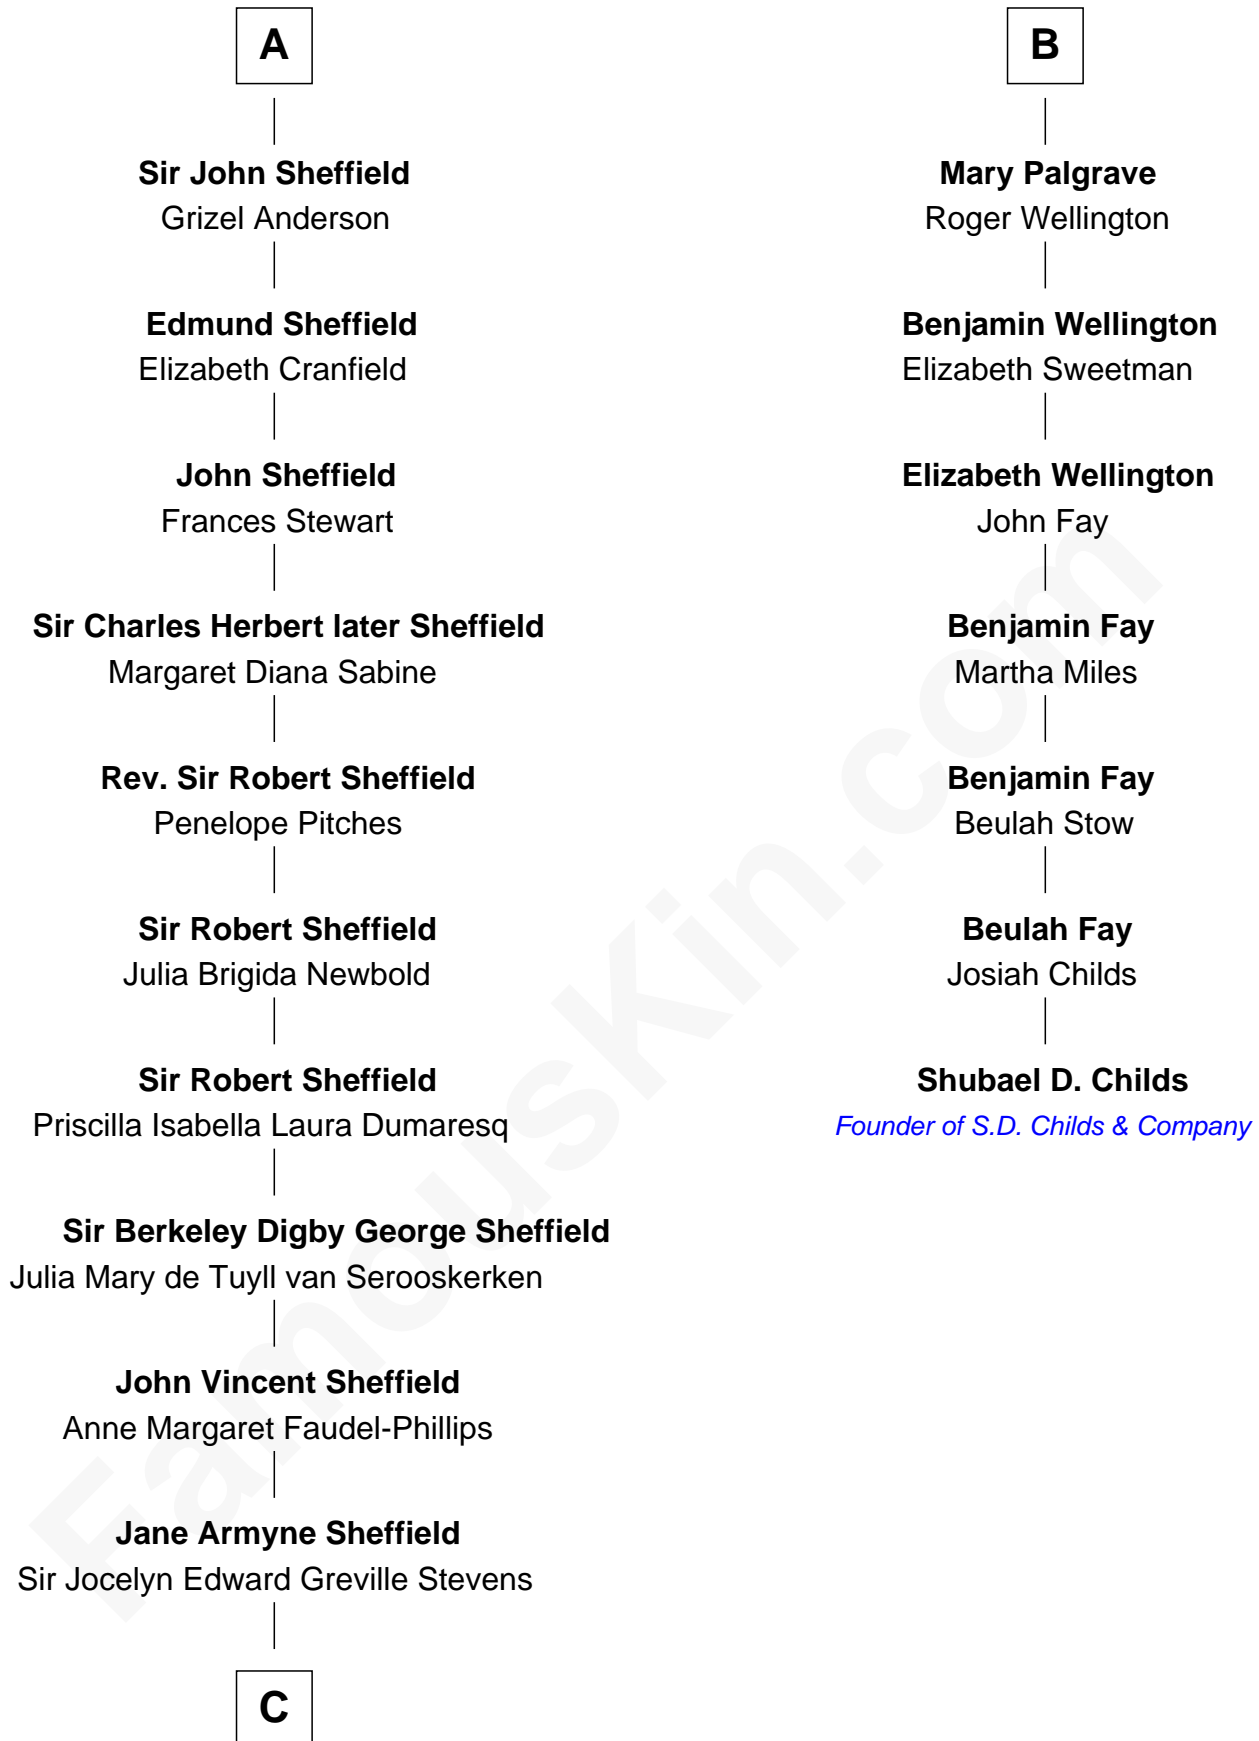 A
Sir John Sheffield
Grizel Anderson
Edmund Sheffield
Elizabeth Cranfield
John Sheffield
Frances Stewart
Sir Charles Herbert later Sheffield
Margaret Diana Sabine
Rev. Sir Robert Sheffield
Penelope Pitches
Sir Robert Sheffield
Julia Brigida Newbold
Sir Robert Sheffield
Priscilla Isabella Laura Dumaresq
Sir Berkeley Digby George Sheffield
Julia Mary de Tuyll van Serooskerken
John Vincent Sheffield
Anne Margaret Faudel-Phillips
Jane Armyne Sheffield
Sir Jocelyn Edward Greville Stevens
C
B
Mary Palgrave
Roger Wellington
Benjamin Wellington
Elizabeth Sweetman
Elizabeth Wellington
John Fay
Benjamin Fay
Martha Miles
Benjamin Fay
Beulah Stow
Beulah Fay
Josiah Childs
Shubael D. Childs
Founder of S.D. Childs & Company
FamousKin.com